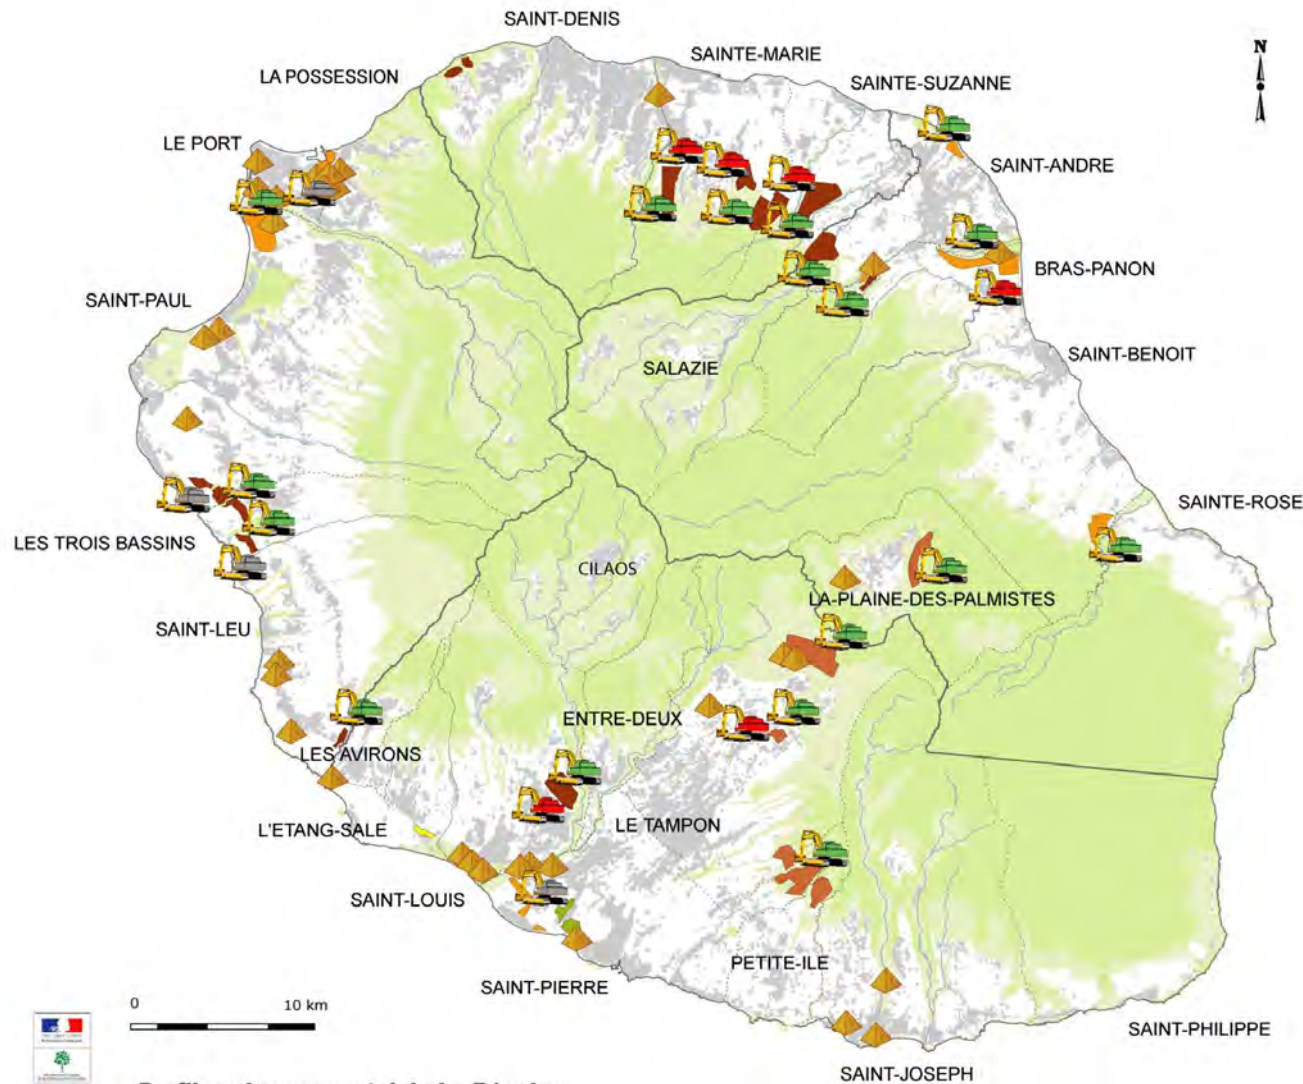 SAINT-DENIS
SAINTE-MARIE
N
LA POSSESSION
SAINTE-SUZANNE
LE PORT
SAINT-ANDRE
BRAS-PANON
SAINT-PAUL
SAINT-BENOIT
SALAZIE
SAINTE-ROSE
LES TROIS BASSINS
CILAOS
LA-PLAINE-DES-PALMISTES
SAINT-LEU
ENTRE-DEUX
LES AVIRONS
L'ETANG-SALE
LE TAMPON
SAINT-LOUIS
PETITE-ILE
SAINT-PIERRE
0
10 km
SAINT-PHILIPPE
SAINT-JOSEPH